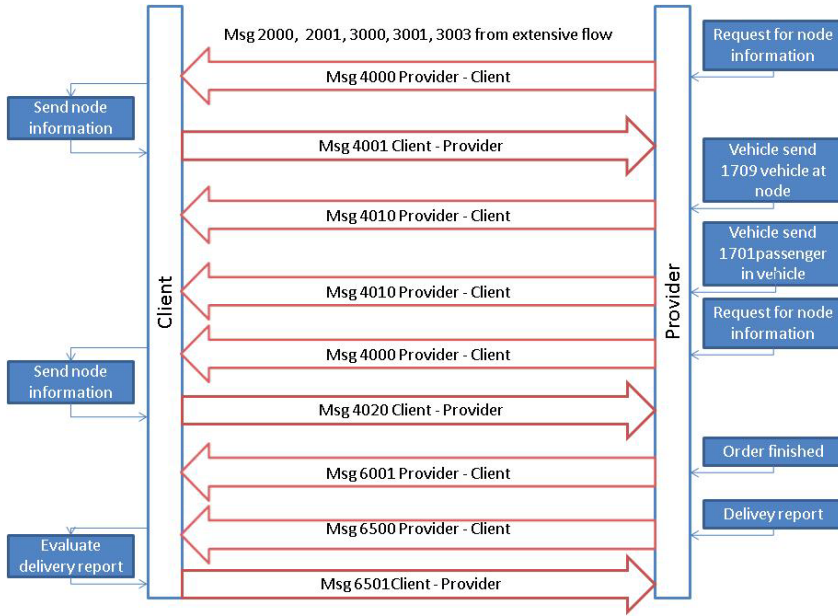 Msg 2000, 2001, 3000, 3001, 3003 from extensive flow
Request for node
information
Msg 4000 Provider - Client
Send node
information
Msg 4001 Client - Provider
Vehicle send
1709 vehicle at
node
Msg 4010 Provider - Client
Vehicle send
1701passenger
in vehicle
Msg 4010 Provider - Client
Client
Provider
Request for node
information
Msg 4000 Provider - Client
Send node
information
Msg 4020 Client - Provider
Order finished
Msg 6001 Provider - Client
Delivey report
Msg 6500 Provider - Client
Evaluate
delivery report
Msg 6501Client - Provider